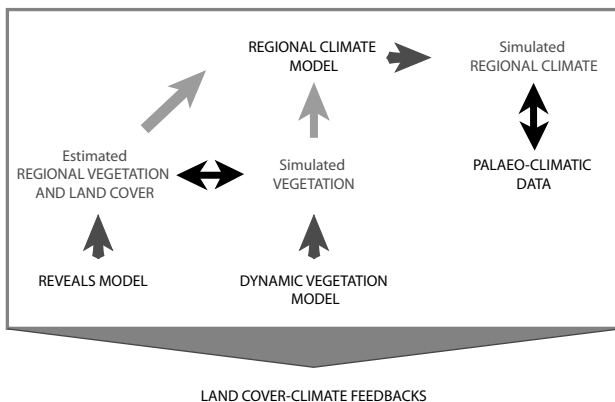 REGIONAL CLIMATE
MODEL
Simulated
REGIONAL CLIMATE
Estimated
REGIONAL VEGETATION
AND LAND COVER
Simulated
VEGETATION
PALAEO-CLIMATIC
DATA
REVEALS MODEL
DYNAMIC VEGETATION
MODEL
LAND COVER-CLIMATE FEEDBACKS